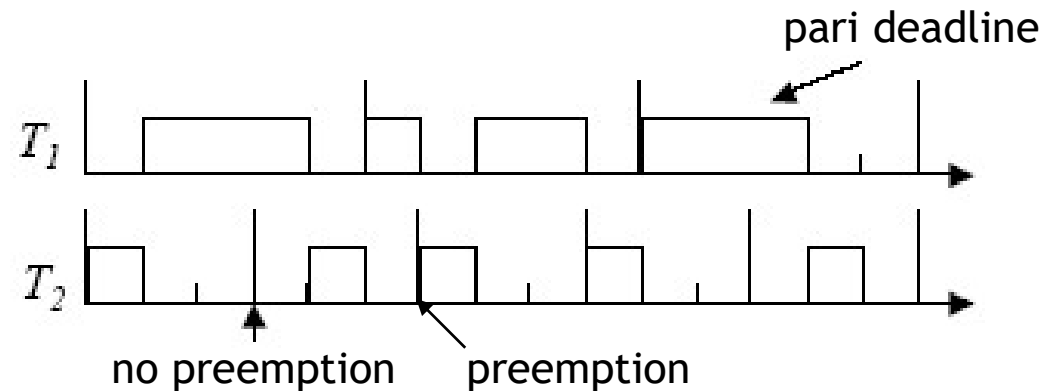 pari deadline
T₁
T₂
no preemption
preemption